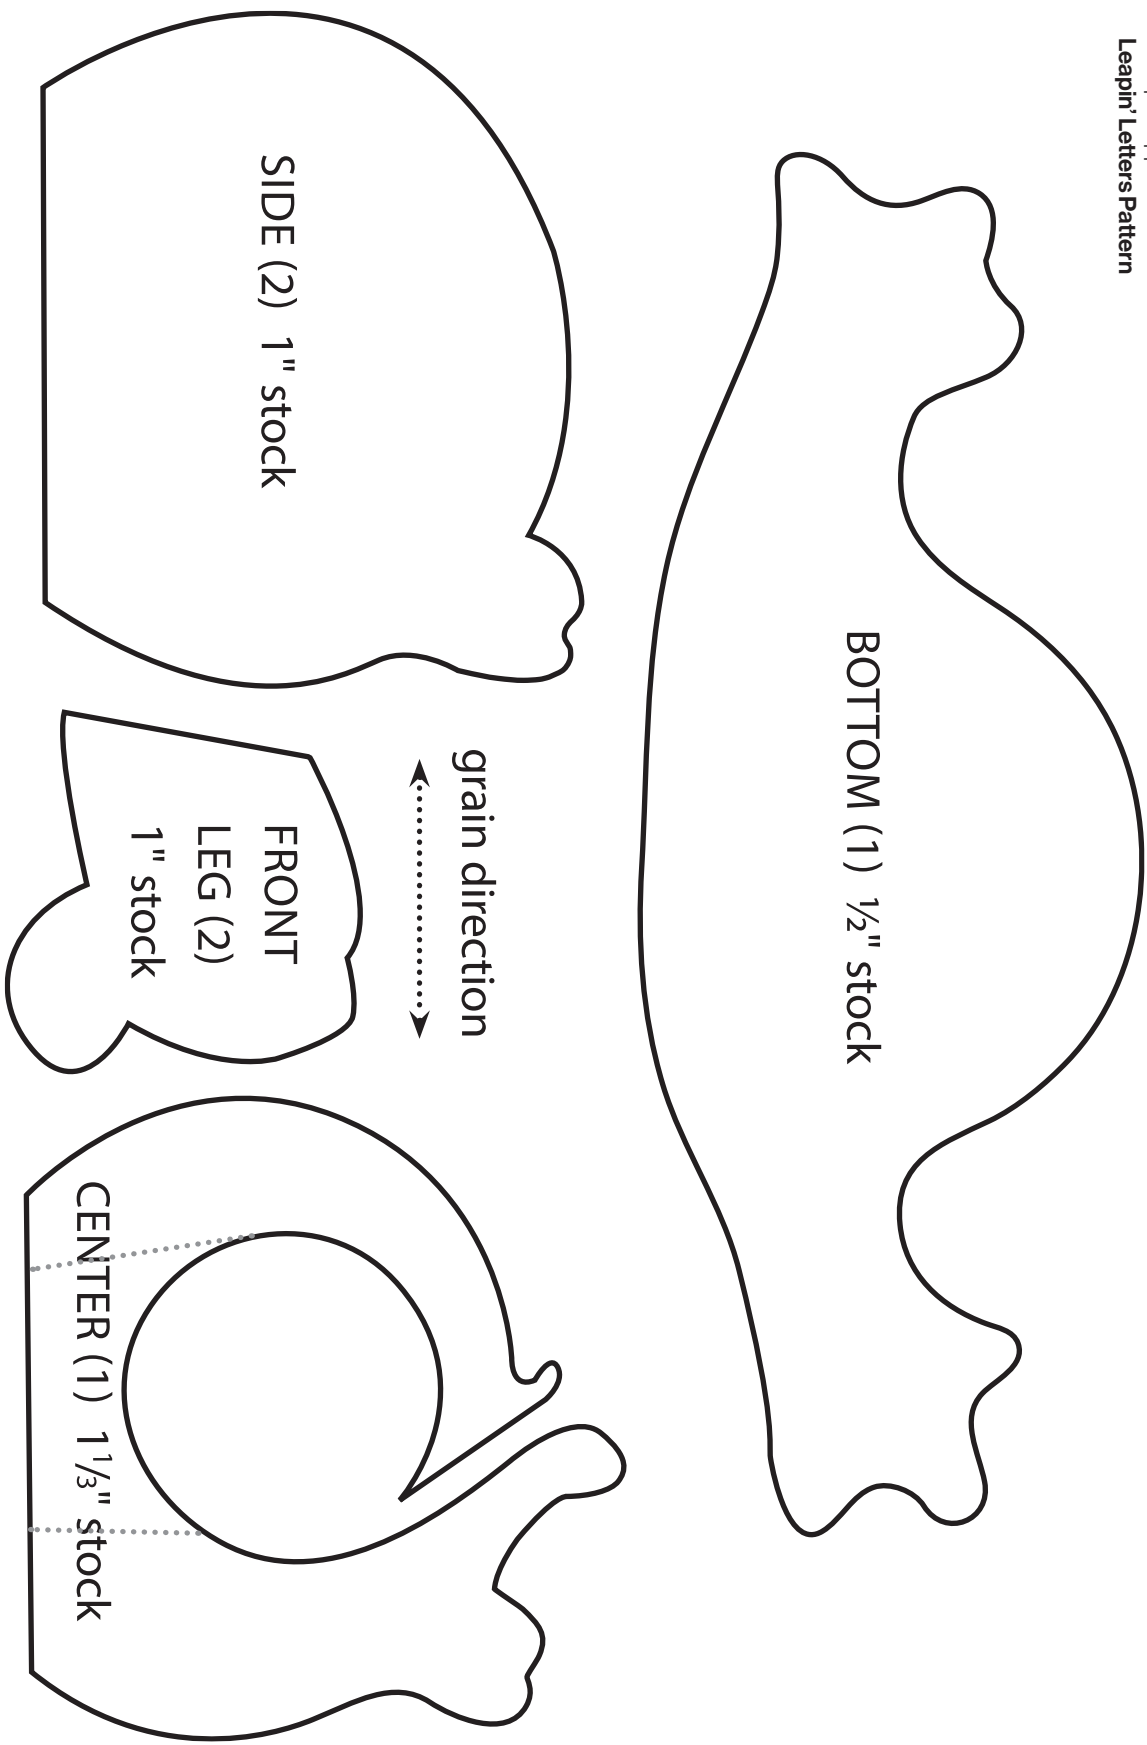 Leapin' Letters Pattern
BOTTOM (1) ½" stock
SIDE (2) 1" stock
grain direction
FRONT
LEG (2)
1" stock
CENTER (1) 1⅓" stock